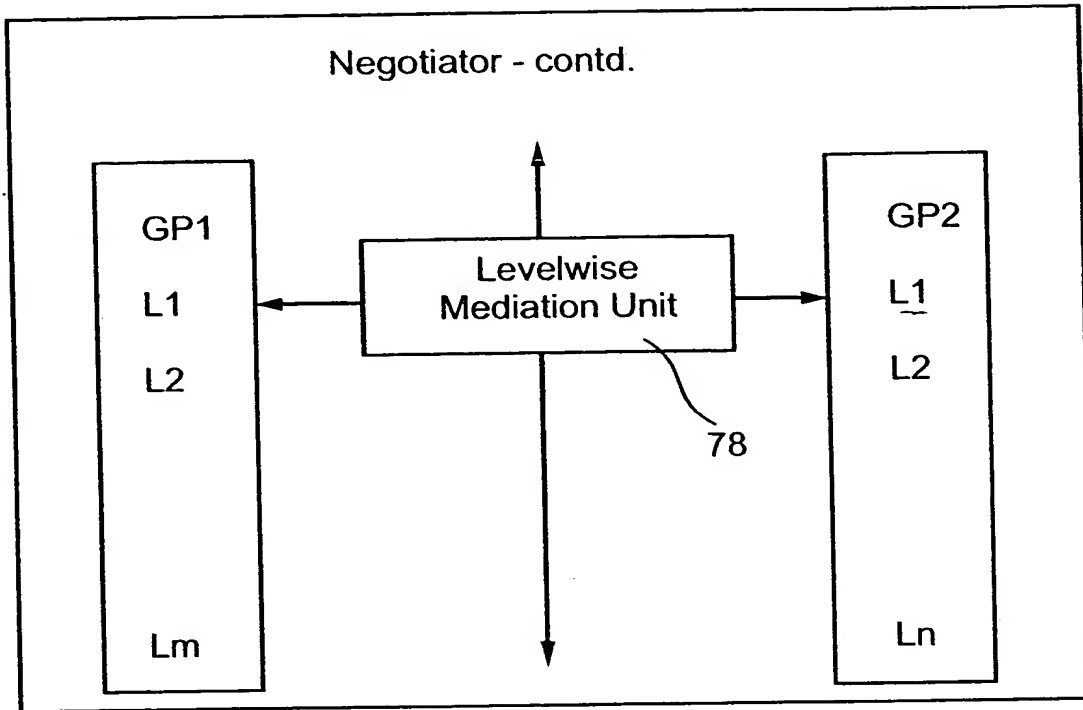 Negotiator - contd.
GP1
L1
L2
Lm
Levelwise
Mediation Unit
78
GP2
L1
L2
Ln